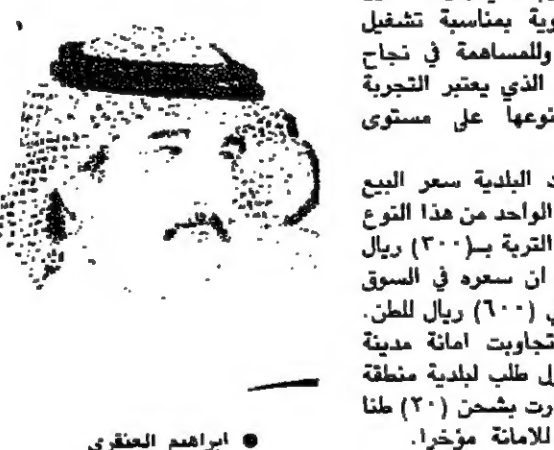 وية بمناسبة تشغيل
وللمساهمة في نجاح
الذي يعتبر التجربة
نوعها على مستوى
البلدية سعر البيع
الواحد من هذا النوع
التربة بـ(٣٠٠) ريال
ان سعره في السوق
(٦٠٠) ريال للطن.
تجاوبت امانة مدينة
طلب لبلدية منطقة
بشحن (٢٠) طنا
للامانة مؤخرا.
● ابراهيم العنقري